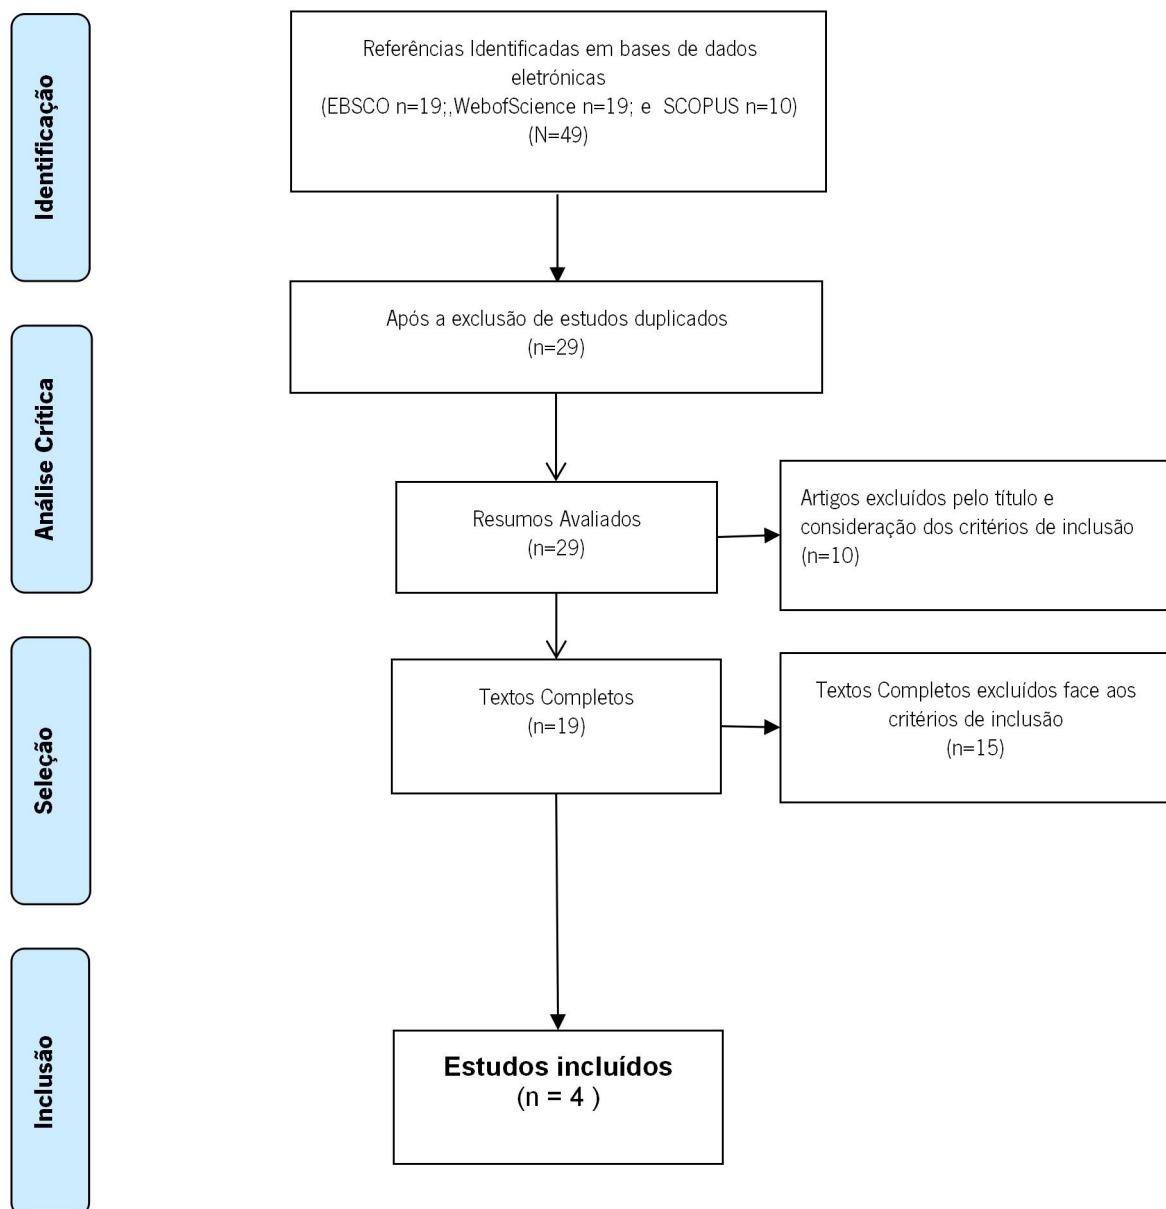 Identificação
Referências Identificadas em bases de dados
eletrónicas
(EBSCO n=19;,WebofScience n=19; e SCOPUS n=10)
(N=49)
Após a exclusão de estudos duplicados
(n=29)
Análise Crítica
Resumos Avaliados
(n=29)
Artigos excluídos pelo título e
consideração dos critérios de inclusão
(n=10)
Seleção
Textos Completos
(n=19)
Textos Completos excluídos face aos
critérios de inclusão
(n=15)
Inclusão
Estudos incluídos
(n = 4 )